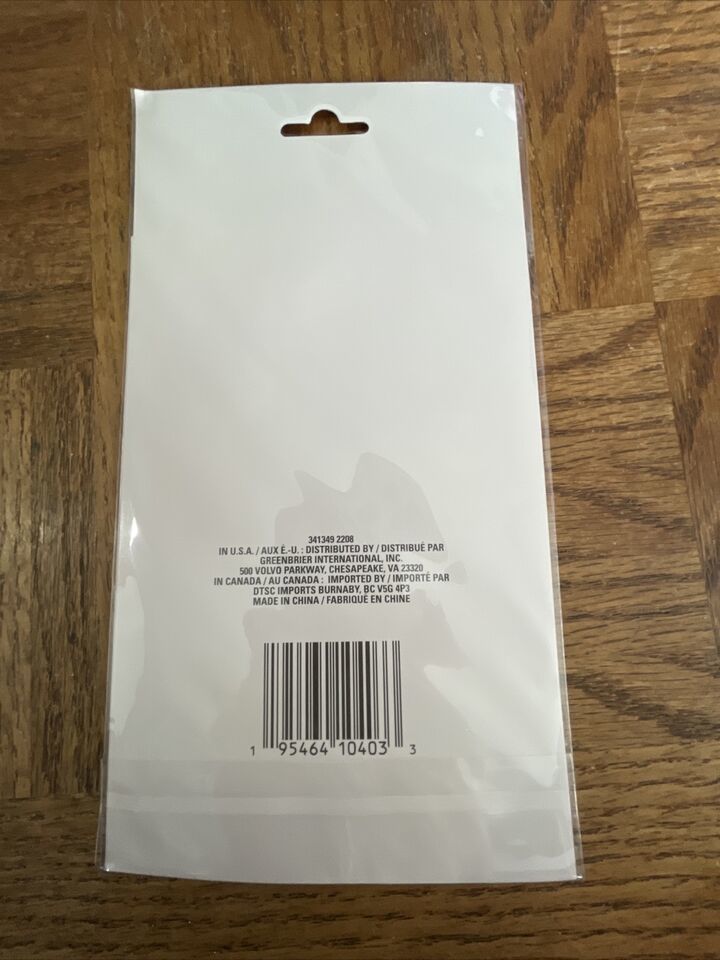 341349 2208
IN U.S.A. / AUX É.-U. : DISTRIBUTED BY / DISTRIBUÉ PAR
GREENBRIER INTERNATIONAL, INC.
500 VOLVO PARKWAY, CHESAPEAKE, VA 23320
IN CANADA / AU CANADA : IMPORTED BY / IMPORTÉ PAR
DTSC IMPORTS BURNABY, BC V5G 4P3
MADE IN CHINA / FABRIQUÉ EN CHINE
1 95464 10403 3